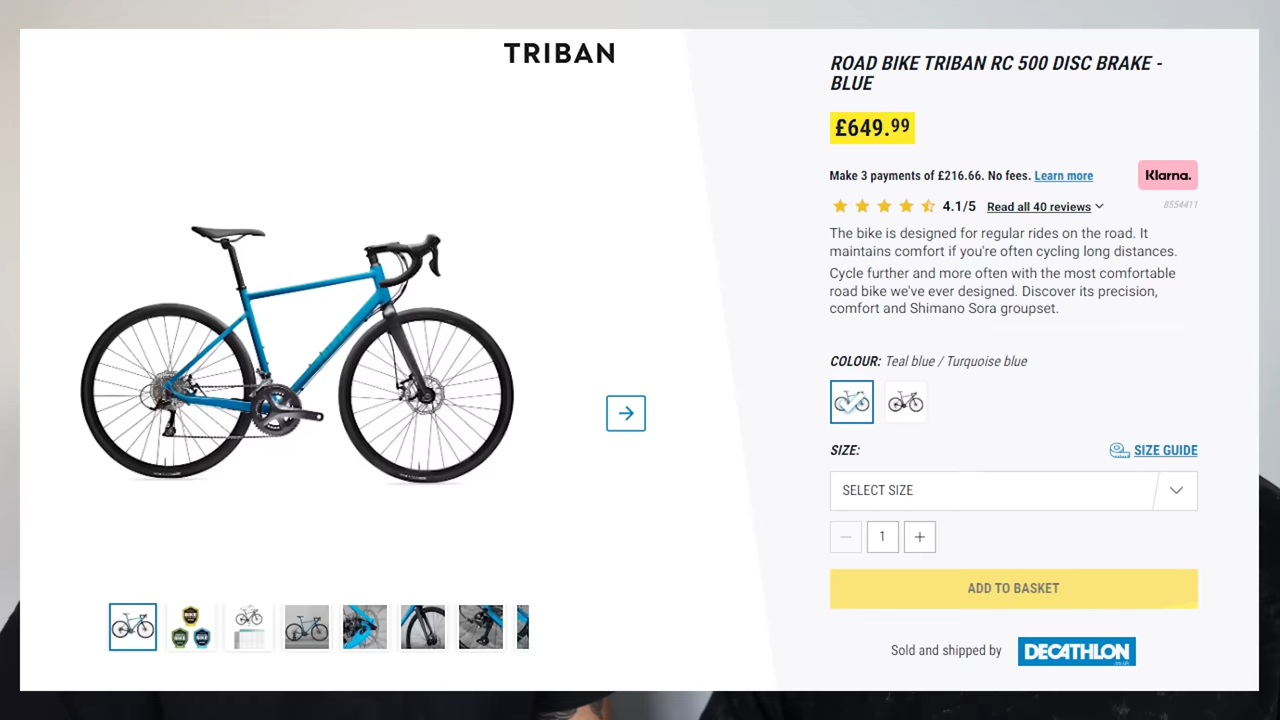 TRIBAN
ROAD BIKE TRIBAN RC 500 DISC BRAKE -
BLUE
£649.99
Make 3 payments of £216.66. No fees. Learn more
Klarna.
4.1/5 Read all 40 reviews
8554411
The bike is designed for regular rides on the road. It
maintains comfort if you're often cycling long distances.
Cycle further and more often with the most comfortable
road bike we've ever designed. Discover its precision,
comfort and Shimano Sora groupset.
COLOUR: Teal blue / Turquoise blue
SIZE:
SIZE GUIDE
SELECT SIZE
1
ADD TO BASKET
Sold and shipped by
DECATHLON